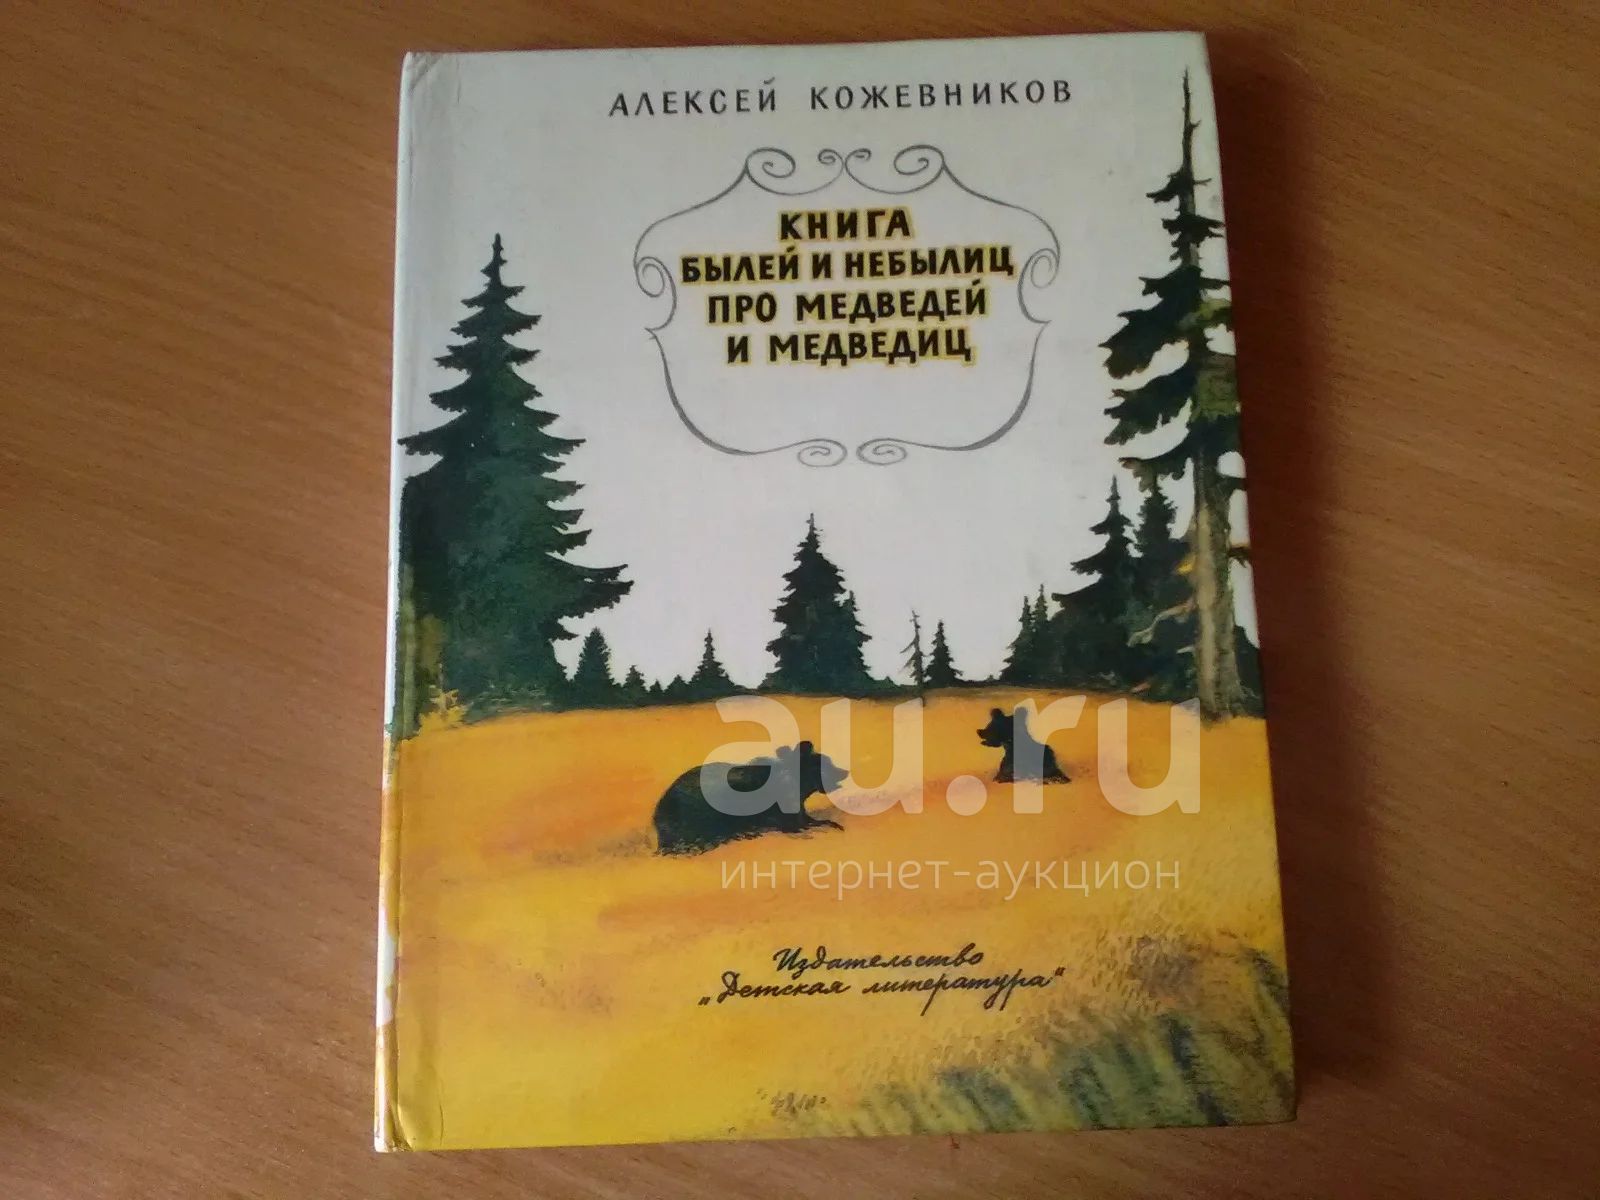 АЛЕКСЕЙ КОЖЕВНИКОВ
КНИГА
БЫЛЕЙ И НЕБЫЛИЦ
ПРО МЕДВЕДЕЙ
И МЕДВЕДИЦ
au.ru
интернет-аукцион
Издательство
„Детская литература"